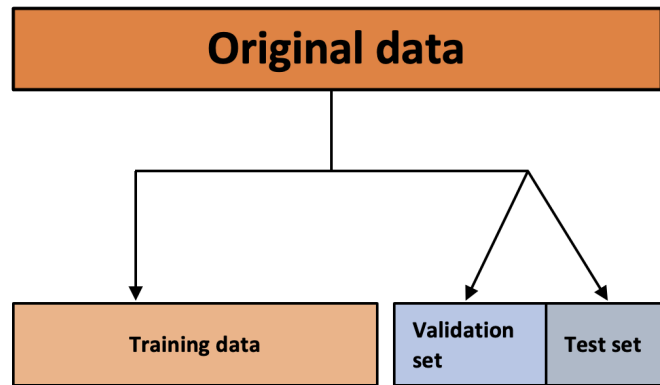 Original data
Training data
Validation
set
Test set